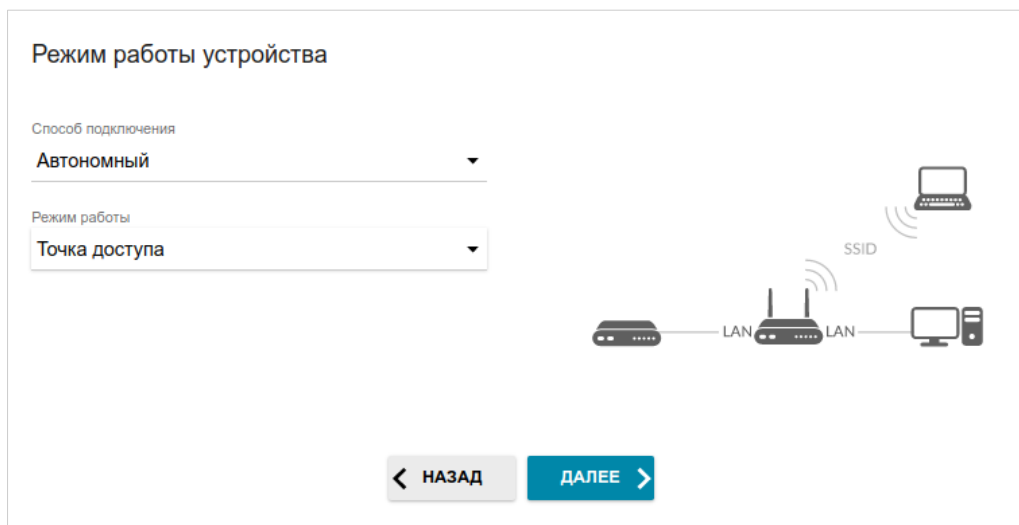 Режим работы устройства
Способ подключения
Автономный
Режим работы
Точка доступа
SSID
LAN
LAN
НАЗАД
ДАЛЕЕ